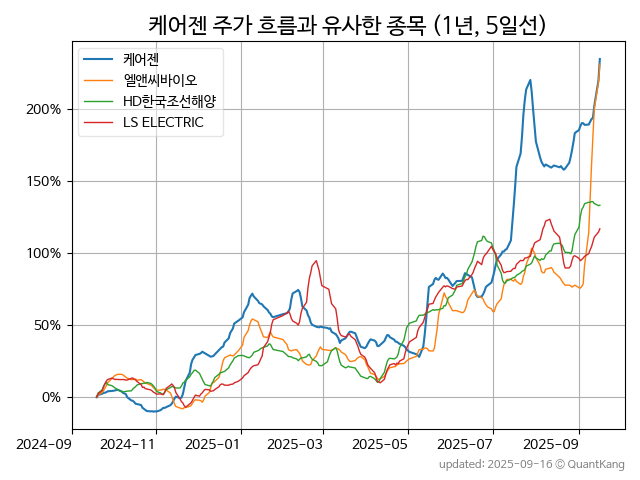 케어젠 주가 흐름과 유사한 종목 (1년, 5일선)
케어젠
엘앤씨바이오
HD한국조선해양
LS ELECTRIC
200%
150%
100%
50%
0%
2024-09 2024-11 2025-01 2025-03 2025-05 2025-07 2025-09
updated: 2025-09-16 © QuantKang